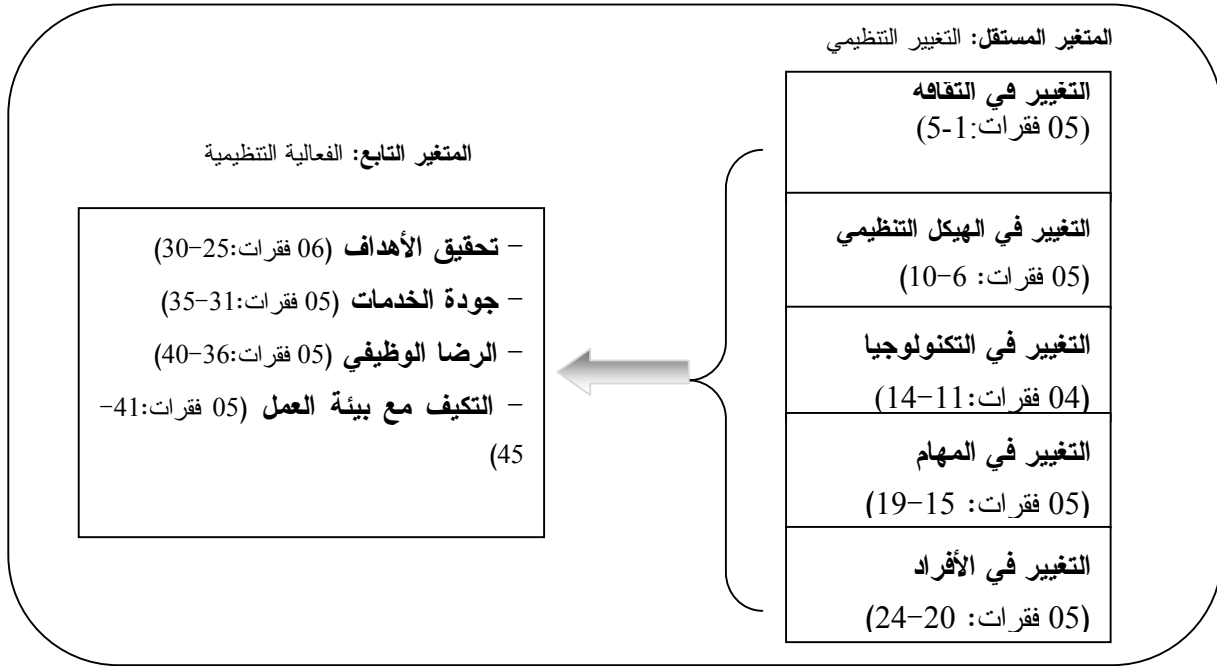 المتغير المستقل: التغيير التنظيمي
التغيير في الثقافه
(05 فقرات:1-5)
التغيير في الهيكل التنظيمي
(05 فقرات: 6-10)
التغيير في التكنولوجيا
(04 فقرات:11-14)
التغيير في المهام
(05 فقرات: 15-19)
التغيير في الأفراد
(05 فقرات: 20-24)
المتغير التابع: الفعالية التنظيمية
- تحقيق الأهداف (06 فقرات:25-30)
- جودة الخدمات (05 فقرات:31-35)
- الرضا الوظيفي (05 فقرات:36-40)
- التكيف مع بيئة العمل (05 فقرات:41-
45)